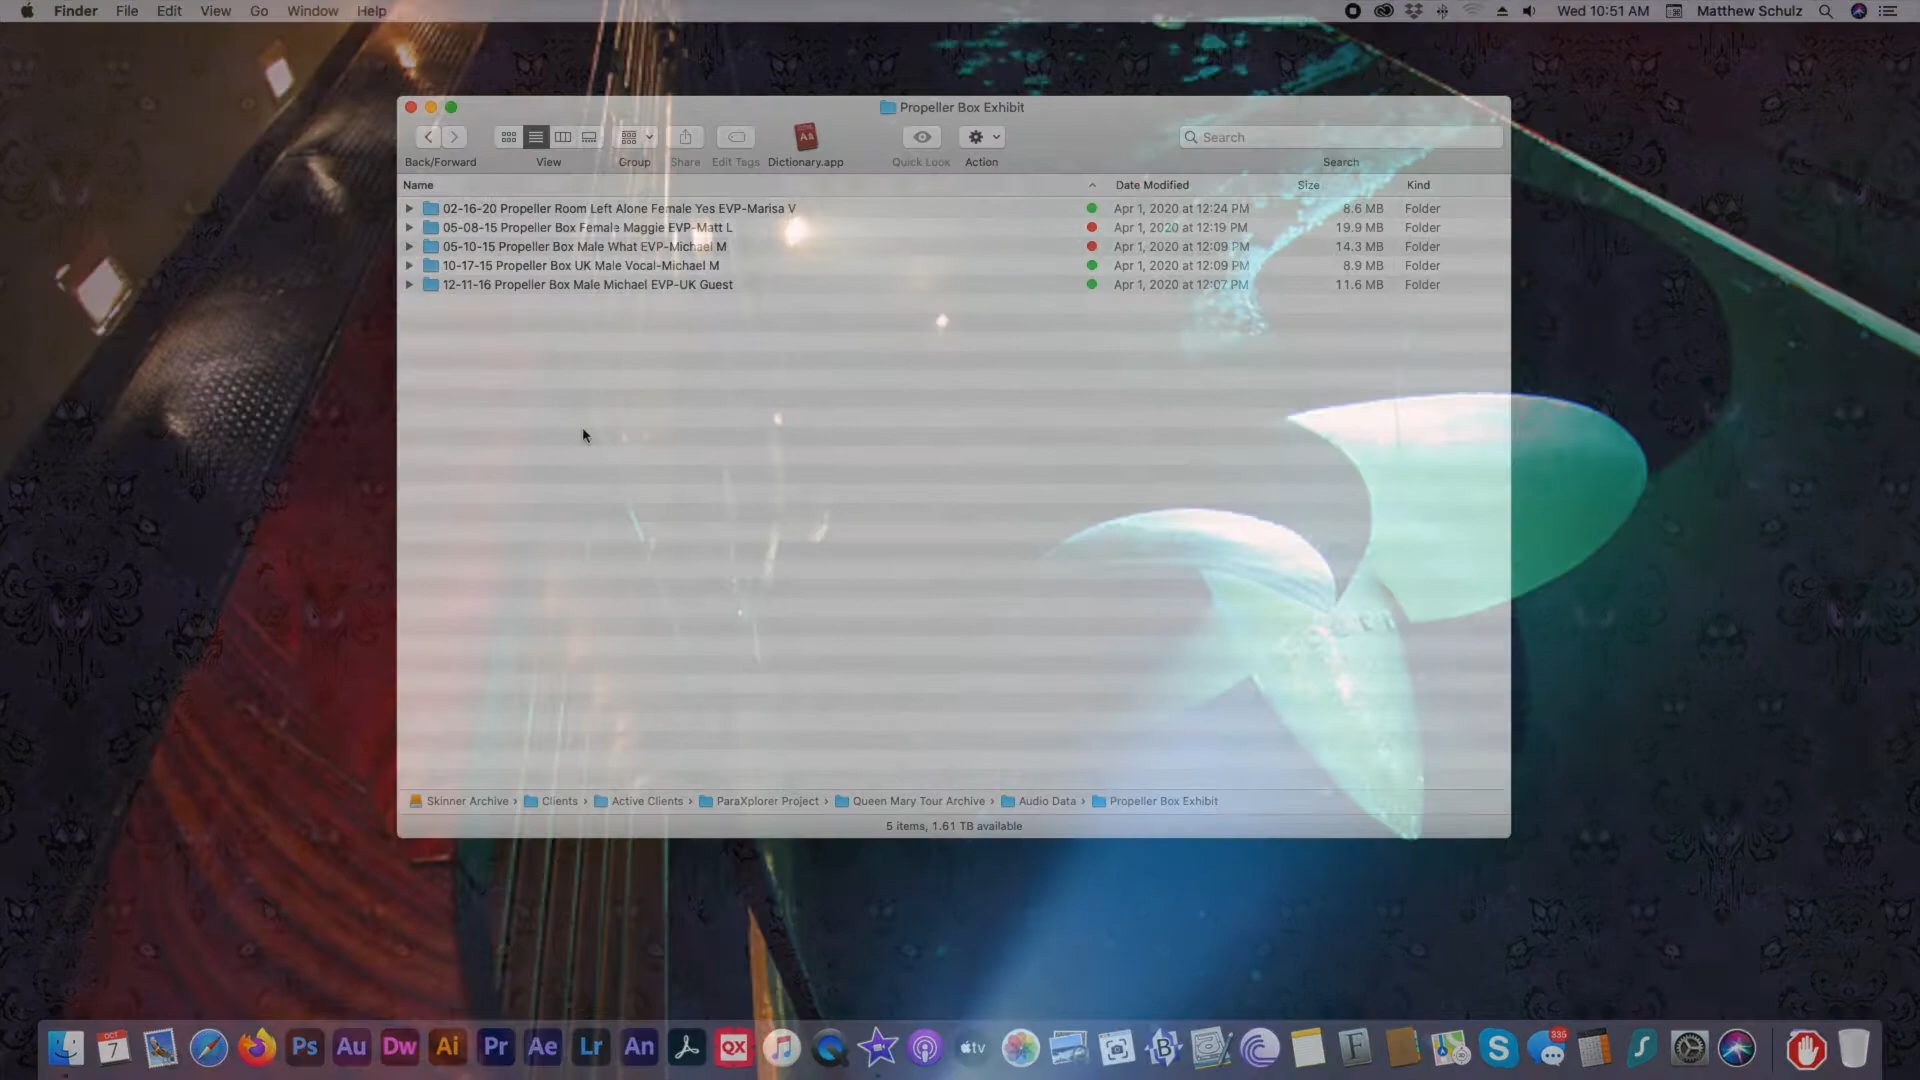 Finder File Edit View Go Window Help Wed 10:51 AM Matthew Schulz
Propeller Box Exhibit
Aa
Search
Back/Forward View Group Share Edit Tags Dictionary.app Quick Look Action Search
Name Date Modified Size Kind
02-16-20 Propeller Room Left Alone Female Yes EVP-Marisa V Apr 1, 2020 at 12:24 PM 8.6 MB Folder
05-08-15 Propeller Box Female Maggie EVP-Matt L Apr 1, 2020 at 12:19 PM 19.9 MB Folder
05-10-15 Propeller Box Male What EVP-Michael M Apr 1, 2020 at 12:09 PM 14.3 MB Folder
10-17-15 Propeller Box UK Male Vocal-Michael M Apr 1, 2020 at 12:09 PM 8.9 MB Folder
12-11-16 Propeller Box Male Michael EVP-UK Guest Apr 1, 2020 at 12:07 PM 11.6 MB Folder
Skinner Archive › Clients › Active Clients › ParaXplorer Project › Queen Mary Tour Archive › Audio Data › Propeller Box Exhibit
5 items, 1.61 TB available
OCT
7 Ps Au Dw Ai Pr Ae Lr An QX tv B F S 335